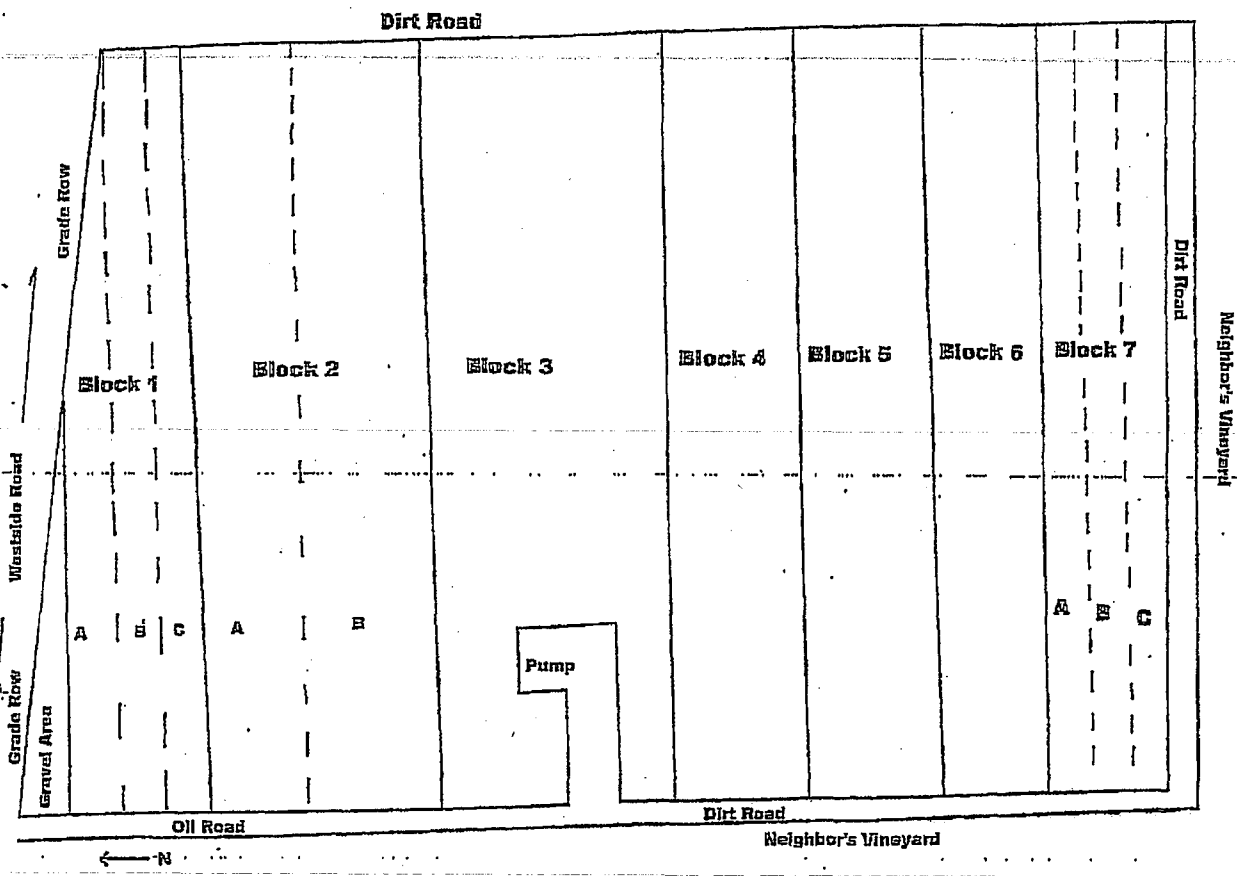 Dirt Road
Grade Row
Dirt Road
Block 1
Block 2
Block 3
Block 4
Block 5
Block 6
Block 7
Neighbor's Vineyard
Westside Road
A
B
C
A
B
A
B
C
Pump
Grade Row
Gravel Area
Oil Road
Dirt Road
Neighbor's Vineyard
N